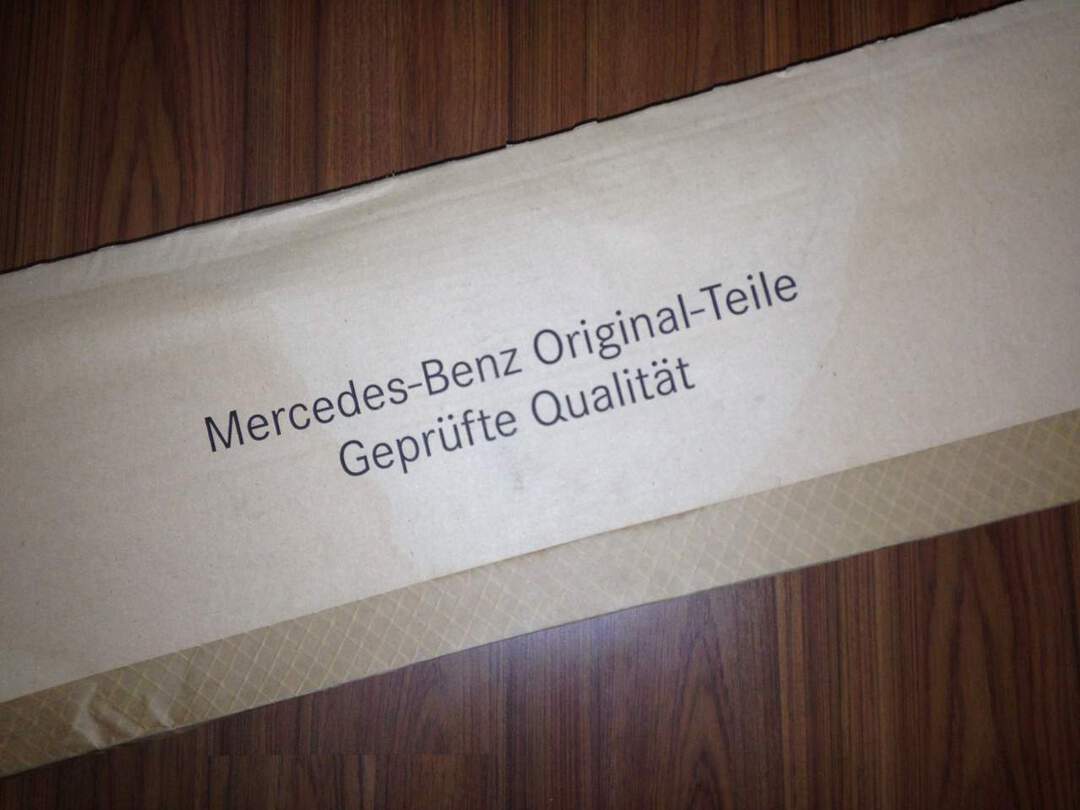 Mercedes-Benz Original-Teile
Geprüfte Qualität